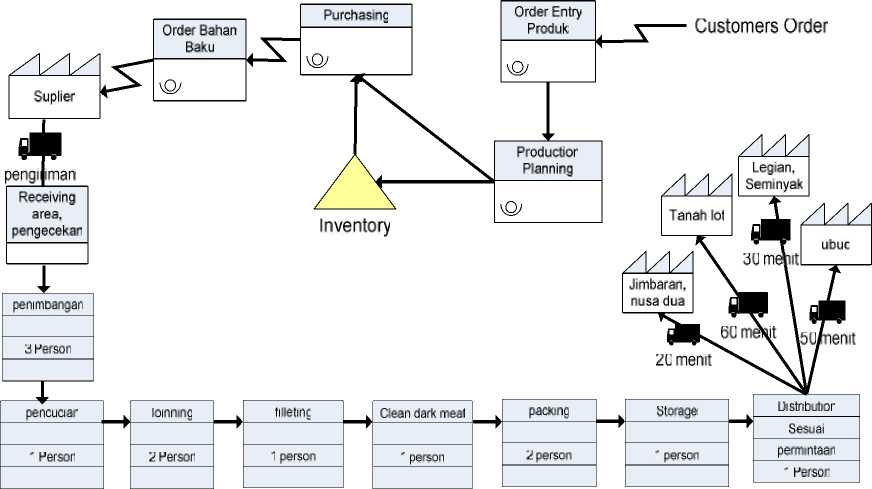 Purchasing
Order Entry
Produk
Customers Order
Order Bahan
Baku
Suplier
pengiriman
Receiving
area,
pengecekan
Inventory
Production
Planning
Legian,
Seminyak
Tanah lot
ubud
Jimbaran,
nusa dua
30 menit
60 menit
50 menit
20 menit
penimbangan
3 Person
pencucian
1 Person
loinning
2 Person
filleting
1 person
Clean dark meat
1 person
packing
2 person
Storage
1 person
Distribution
Sesuai
permintaan
1 Person